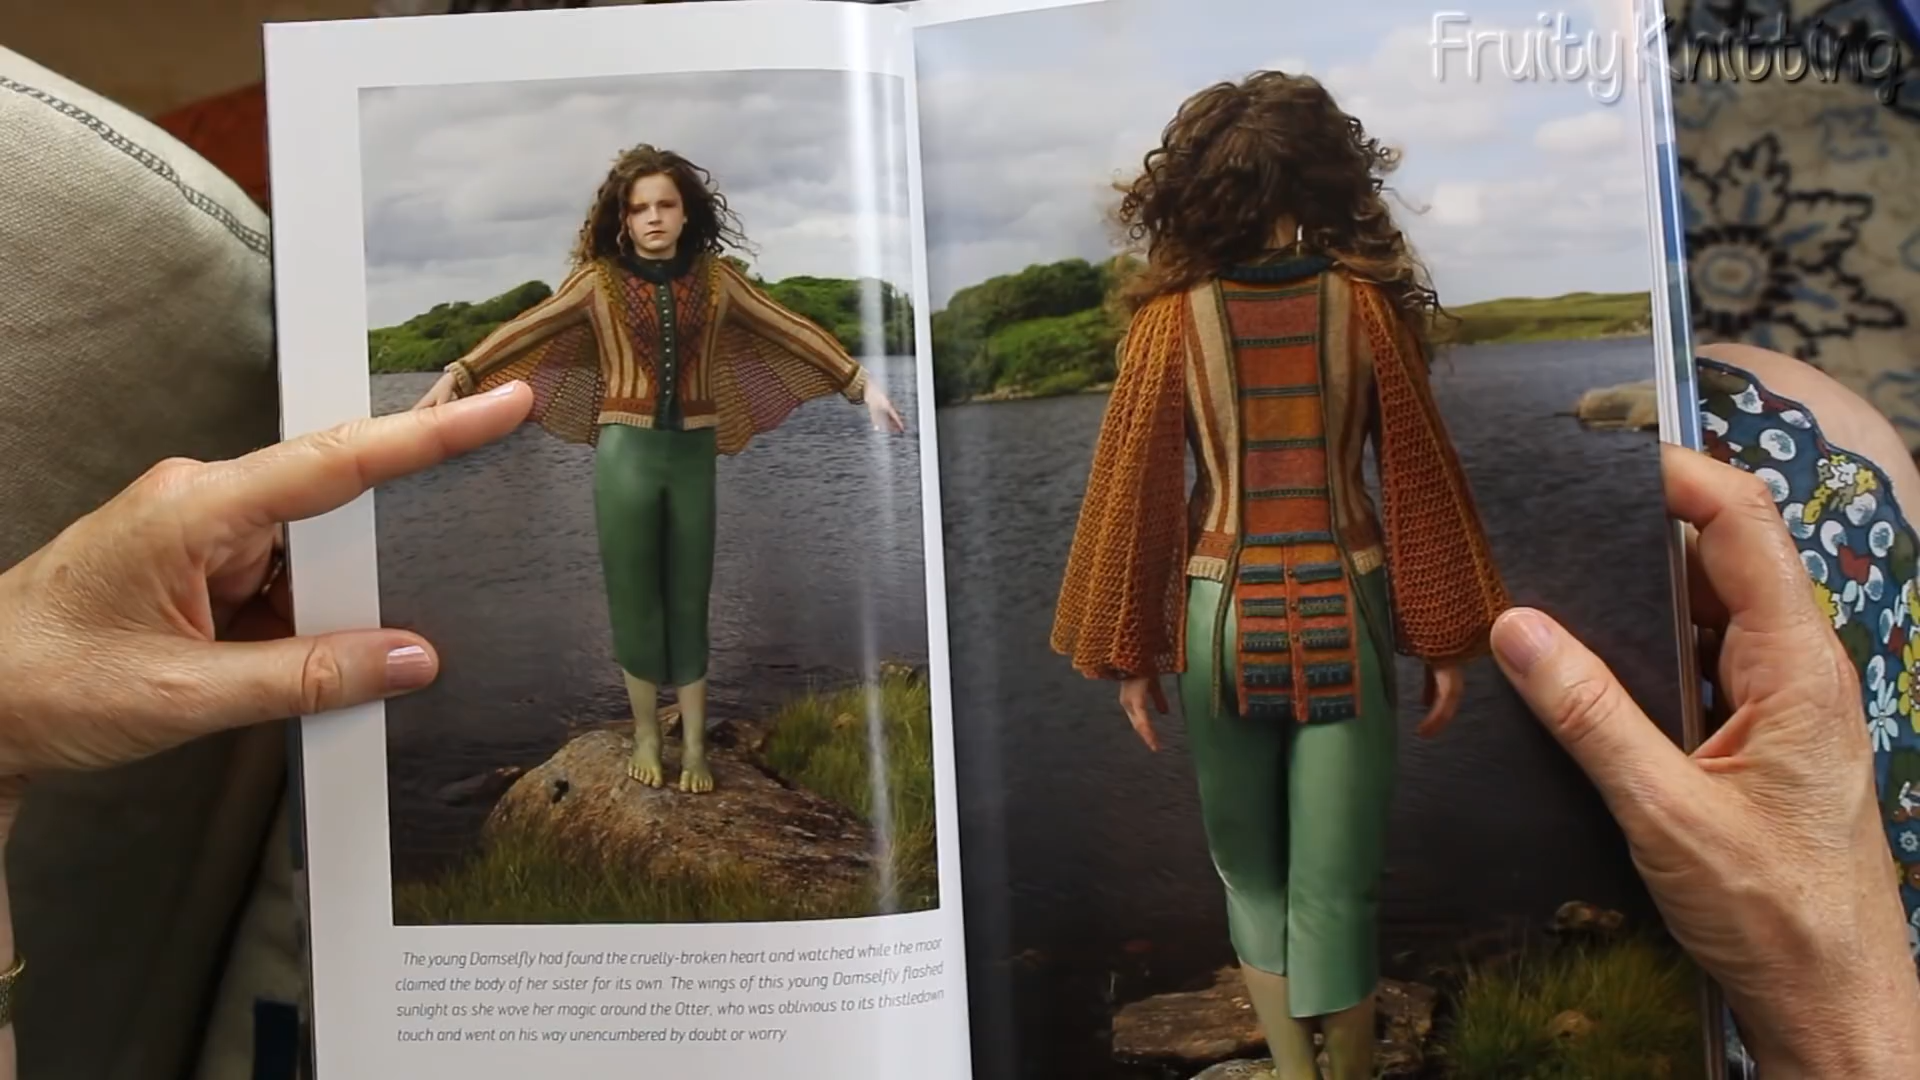 Fruity Knitting
The young Damselfly had found the cruelly-broken heart and watched while the moor
claimed the body of her sister for its own. The wings of this young Damselfly flashed
sunlight as she wove her magic around the Otter, who was oblivious to its thistledown
touch and went on his way unencumbered by doubt or worry